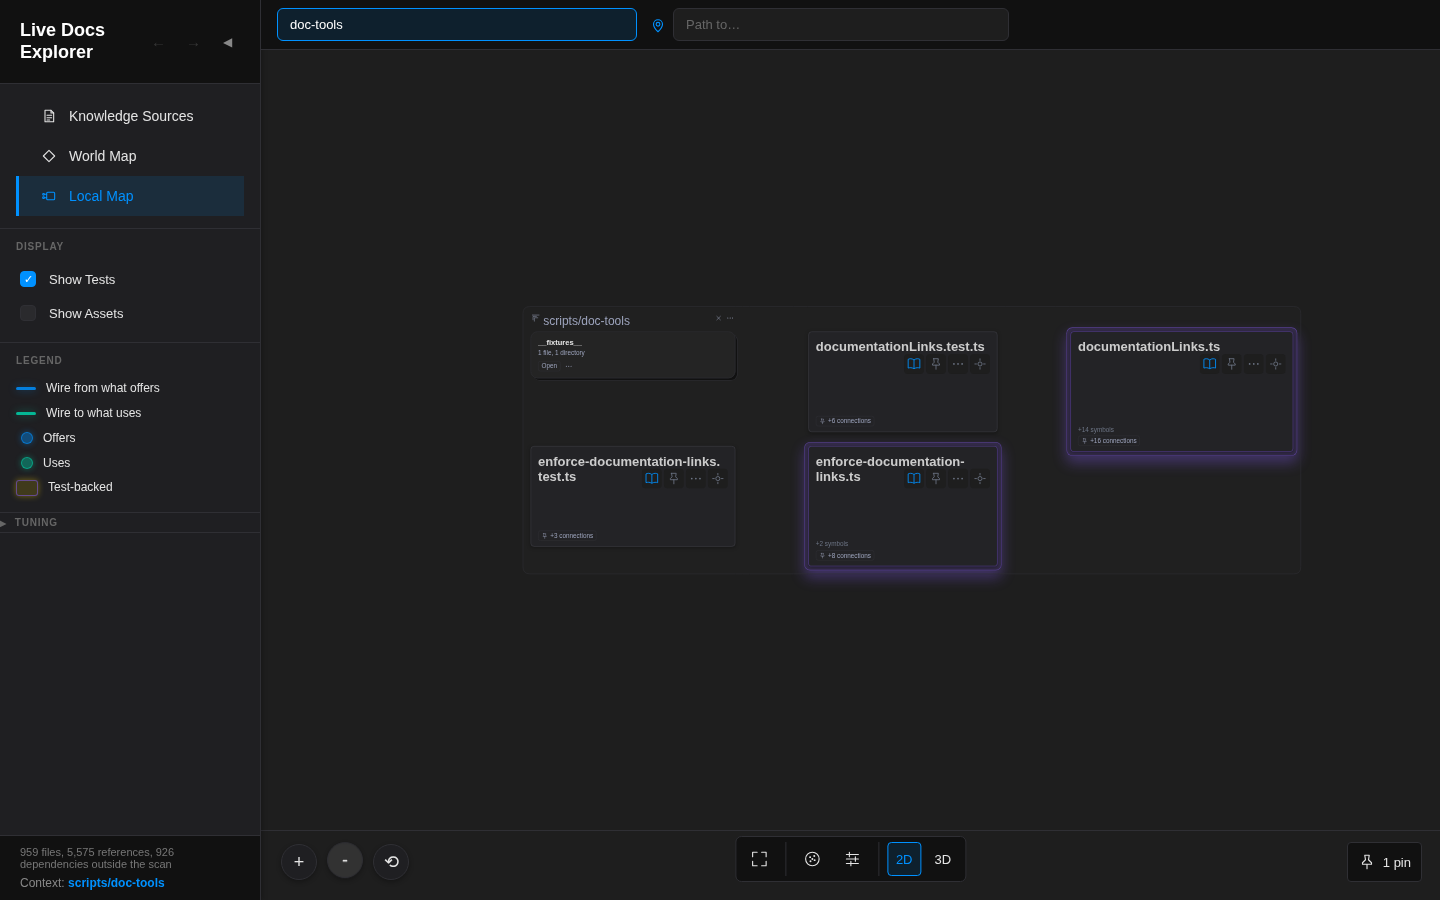 Live Docs
Explorer
← → ◀
Knowledge Sources
World Map
Local Map
DISPLAY
✓ Show Tests
Show Assets
LEGEND
Wire from what offers
Wire to what uses
Offers
Uses
Test-backed
▶ TUNING
959 files, 5,575 references, 926
dependencies outside the scan
Context: scripts/doc-tools
doc-tools
Path to…
scripts/doc-tools
× ···
__fixtures__
1 file, 1 directory
Open ···
documentationLink.test.ts
+6 connections
documentationLinks.ts
+14 symbols
+16 connections
enforce-documentation-links.
test.ts
+3 connections
enforce-documentation-
links.ts
+2 symbols
+8 connections
+ - ⟲
2D 3D
1 pin